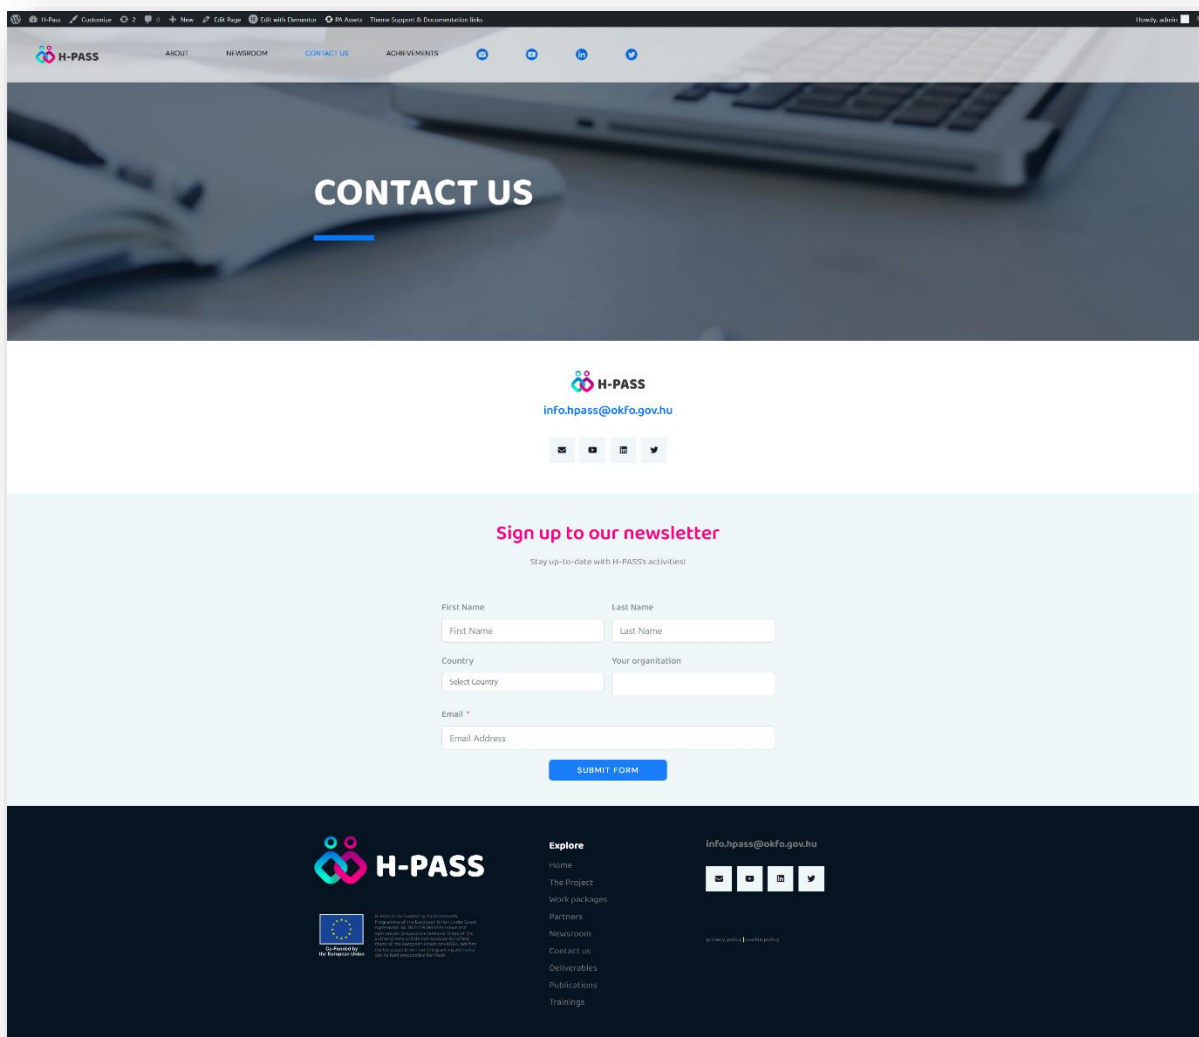 H-Pass Customize 2 0 New Edit Page Edit with Elementor PA Assets Theme Support & Documentation links Howdy, admin
H-PASS ABOUT NEWSROOM CONTACT US ACHIEVEMENTS
CONTACT US
H-PASS
info.hpass@okfo.gov.hu
Sign up to our newsletter
Stay up-to-date with H-PASS's activities!
First Name Last Name
First Name Last Name
Country Your organitation
Select Country
Email *
Email Address
SUBMIT FORM
H-PASS
Co-Funded by
the European Union
Explore
Home
The Project
Work packages
Partners
Newsroom
Contact us
Deliverables
Publications
Trainings
info.hpass@okfo.gov.hu
privacy policy | cookie policy